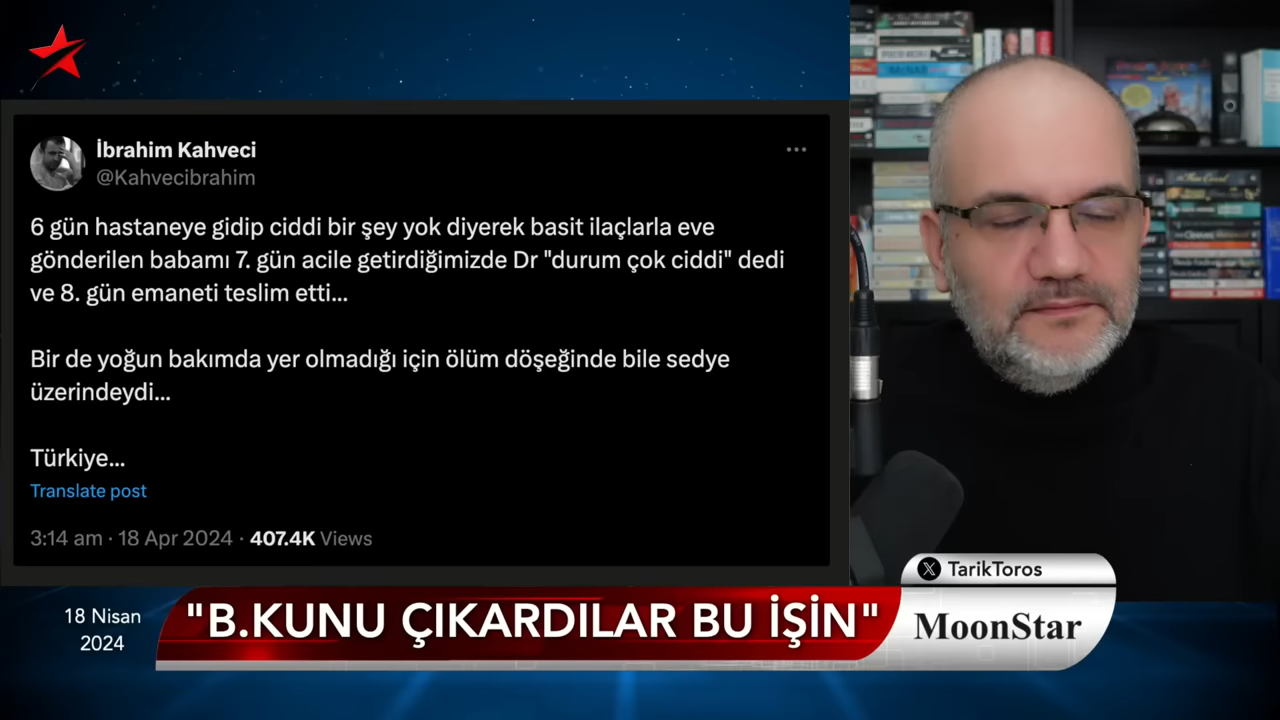 İbrahim Kahveci
@Kahvecibrahim
6 gün hastaneye gidip ciddi bir şey yok diyerek basit ilaçlarla eve
gönderilen babamı 7. gün acile getirdiğimizde Dr "durum çok ciddi" dedi
ve 8. gün emaneti teslim etti...
Bir de yoğun bakımda yer olmadığı için ölüm döşeğinde bile sedye
üzerindeydi...
Türkiye...
Translate post
3:14 am · 18 Apr 2024 · 407.4K Views
18 Nisan
2024
"B.KUNU ÇIKARDILAR BU İŞİN"
TarikToros
MoonStar